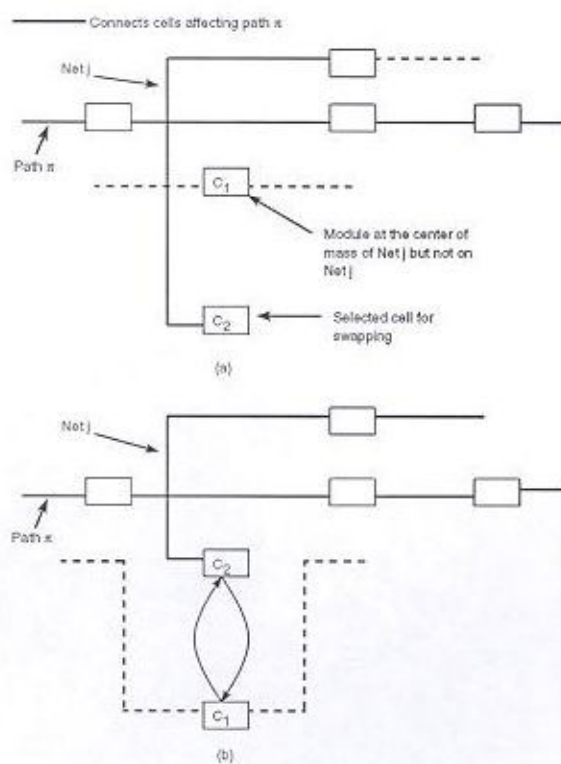 Connects cells affecting path π
Net j
Path π
C1
Module at the center of
mass of Net j but not on
Net j
C2
Selected cell for
swapping
(a)
Net j
Path π
C2
C1
(b)